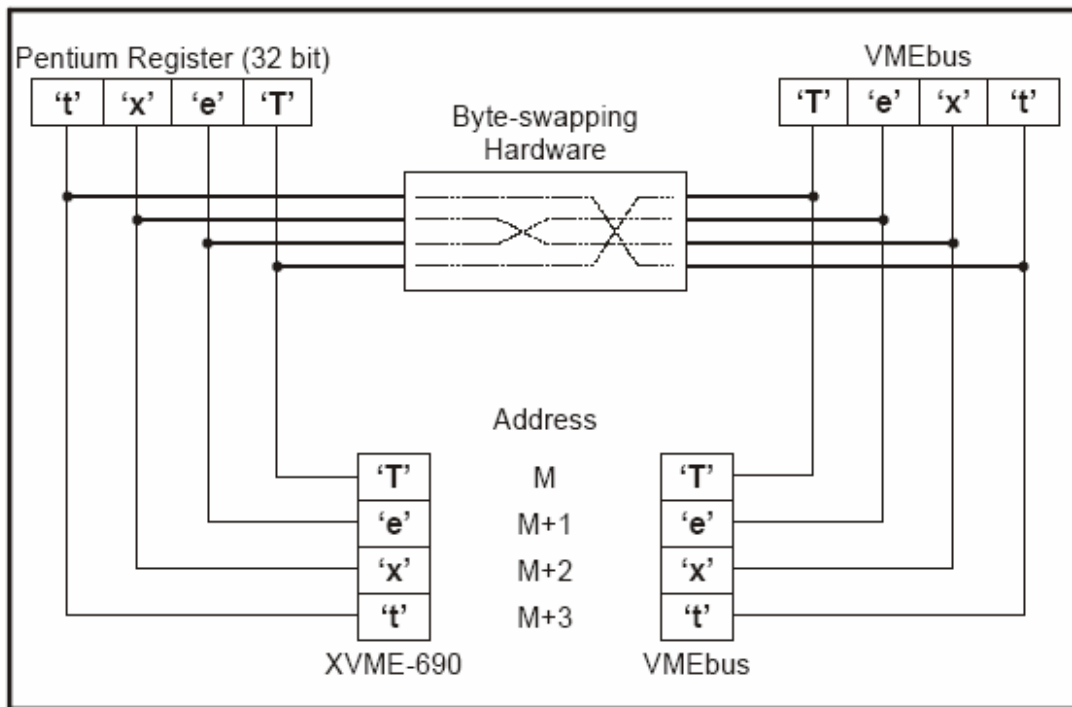 Pentium Register (32 bit)
VMEbus
‘t’ ‘x’ ‘e’ ‘T’
‘T’ ‘e’ ‘x’ ‘t’
Byte-swapping
Hardware
Address
‘T’ M ‘T’
‘e’ M+1 ‘e’
‘x’ M+2 ‘x’
‘t’ M+3 ‘t’
XVME-690
VMEbus